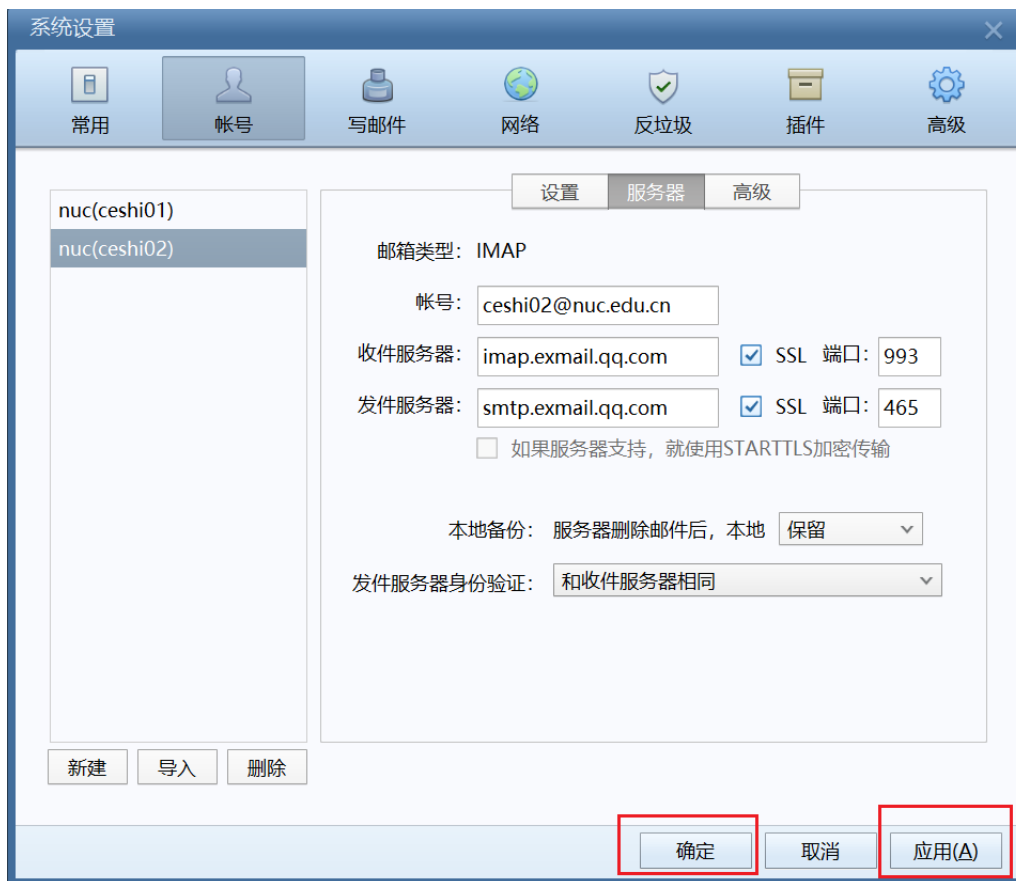 系统设置
常用 帐号 写邮件 网络 反垃圾 插件 高级
nuc(ceshi01)
nuc(ceshi02)
设置 服务器 高级
邮箱类型： IMAP
帐号： ceshi02@nuc.edu.cn
收件服务器： imap.exmail.qq.com SSL 端口： 993
发件服务器： smtp.exmail.qq.com SSL 端口： 465
如果服务器支持，就使用STARTTLS加密传输
本地备份： 服务器删除邮件后，本地 保留
发件服务器身份验证： 和收件服务器相同
新建 导入 删除
确定 取消 应用(A)